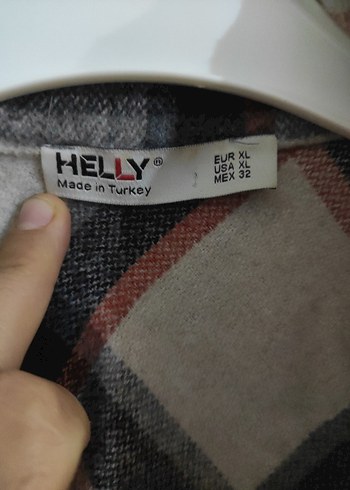 HELLY®
Made in Turkey
EUR XL
USA XL
MEX 32